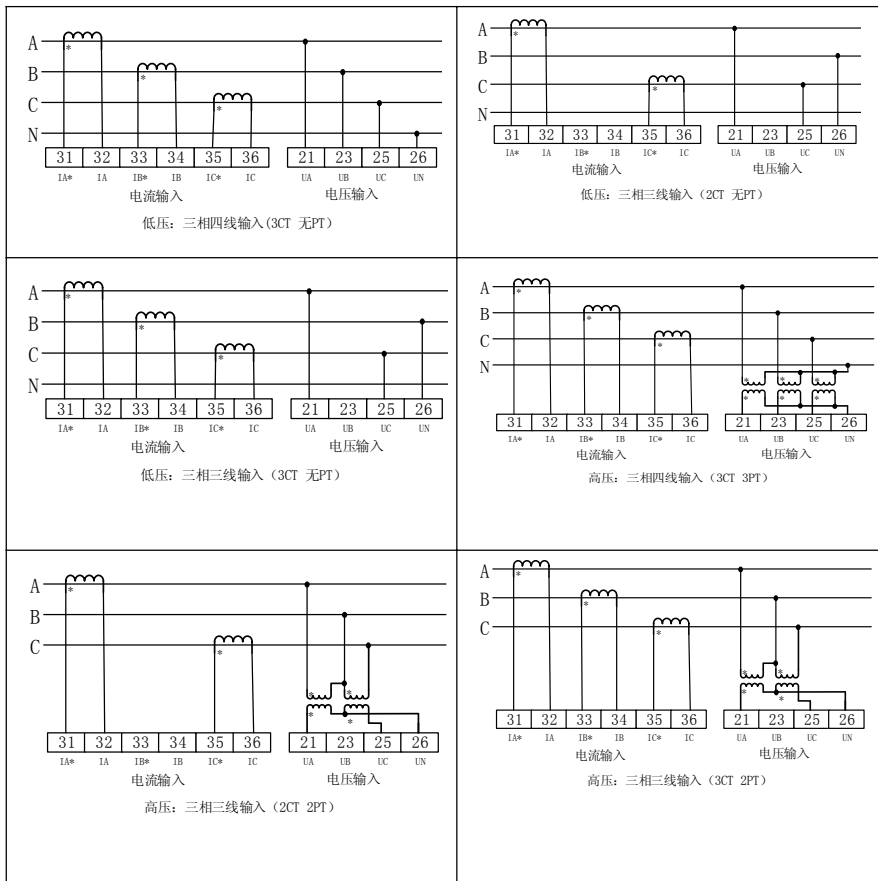 A
*
B
*
C
*
N
31 32 33 34 35 36 21 23 25 26
IA* IA IB* IB IC* IC UA UB UC UN
电流输入 电压输入
低压：三相四线输入(3CT 无PT)
A
*
B
C
*
N
31 32 33 34 35 36 21 23 25 26
IA* IA IB* IB IC* IC UA UB UC UN
电流输入 电压输入
低压：三相三线输入（2CT 无PT）
A
*
B
*
C
*
N
31 32 33 34 35 36 21 23 25 26
IA* IA IB* IB IC* IC UA UB UC UN
电流输入 电压输入
低压：三相三线输入（3CT 无PT）
A
*
B
*
C
*
N
* * *
* * *
31 32 33 34 35 36 21 23 25 26
IA* IA IB* IB IC* IC UA UB UC UN
电流输入 电压输入
高压：三相四线输入（3CT 3PT）
A
*
B
C
*
* *
* *
31 32 33 34 35 36 21 23 25 26
IA* IA IB* IB IC* IC UA UB UC UN
电流输入 电压输入
高压：三相三线输入（2CT 2PT）
A
*
B
*
C
*
* *
* *
31 32 33 34 35 36 21 23 25 26
IA* IA IB* IB IC* IC UA UB UC UN
电流输入 电压输入
高压：三相三线输入（3CT 2PT）